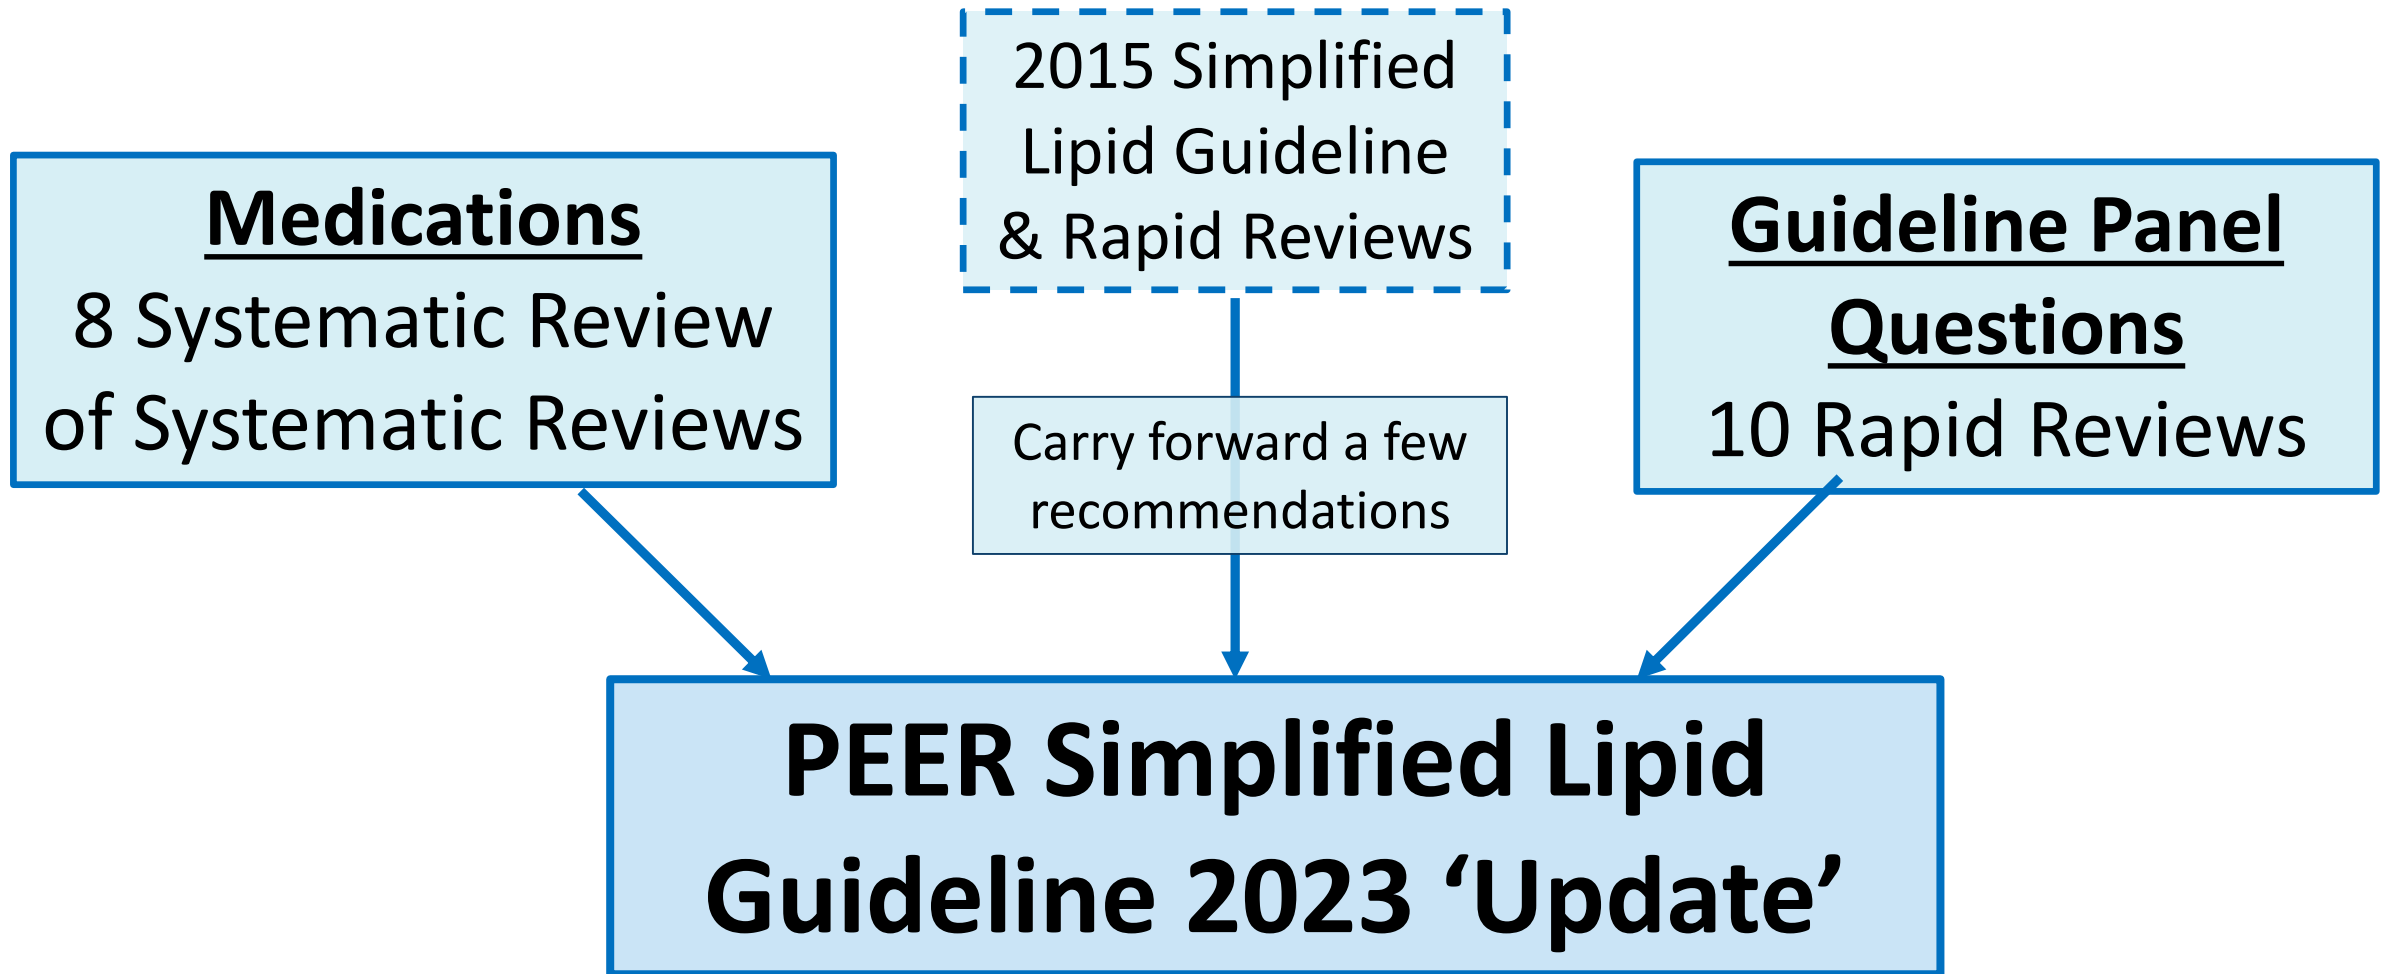 Medications
8 Systematic Review
of Systematic Reviews
2015 Simplified
Lipid Guideline
& Rapid Reviews
Carry forward a few
recommendations
Guideline Panel
Questions
10 Rapid Reviews
PEER Simplified Lipid
Guideline 2023 ‘Update’